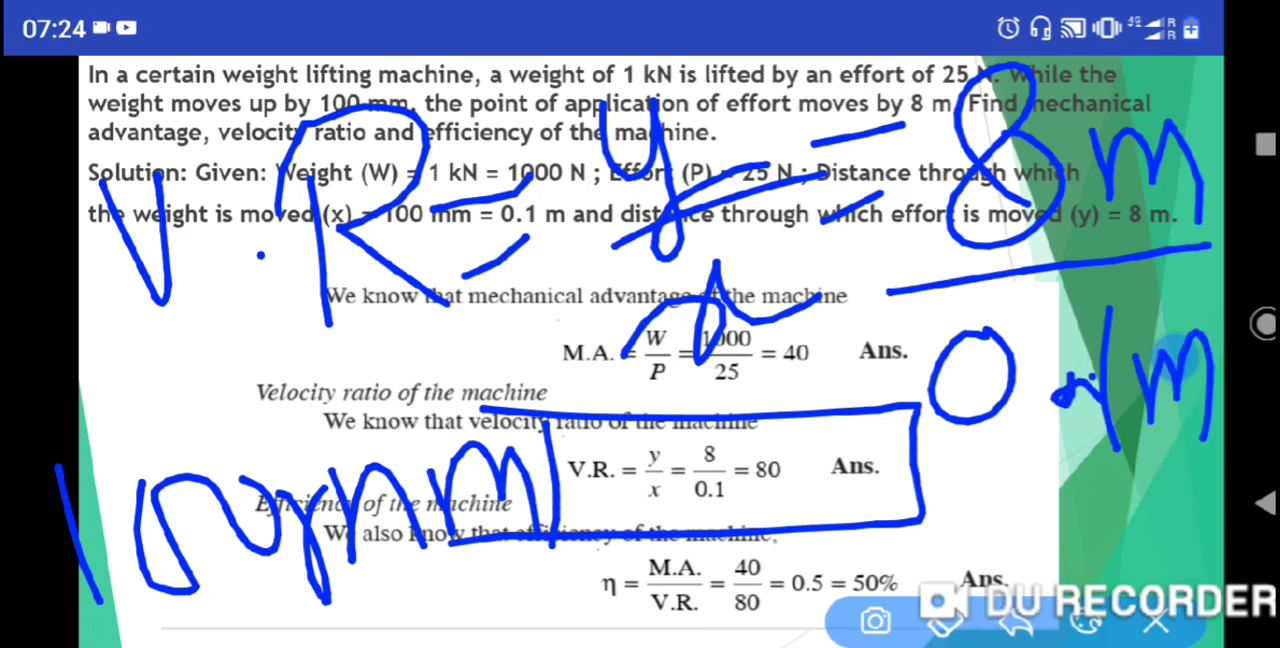 07:24
In a certain weight lifting machine, a weight of 1 kN is lifted by an effort of 25 N. While the
weight moves up by 100 mm, the point of application of effort moves by 8 m. Find mechanical
advantage, velocity ratio and efficiency of the machine.
Solution: Given: Weight (W) = 1 kN = 1000 N ; Effort (P) = 25 N ; Distance through which
the weight is moved (x) = 100 mm = 0.1 m and distance through which effort is moved (y) = 8 m.
V.R = y/x = 8m / 0.1m
We know that mechanical advantage of the machine
M.A. = W/P = 1000/25 = 40 Ans.
Velocity ratio of the machine
We know that velocity ratio of the machine
V.R. = y/x = 8/0.1 = 80 Ans.
Efficiency of the machine
We also know that efficiency of the machine,
η = M.A./V.R. = 40/80 = 0.5 = 50% Ans.
DU RECORDER